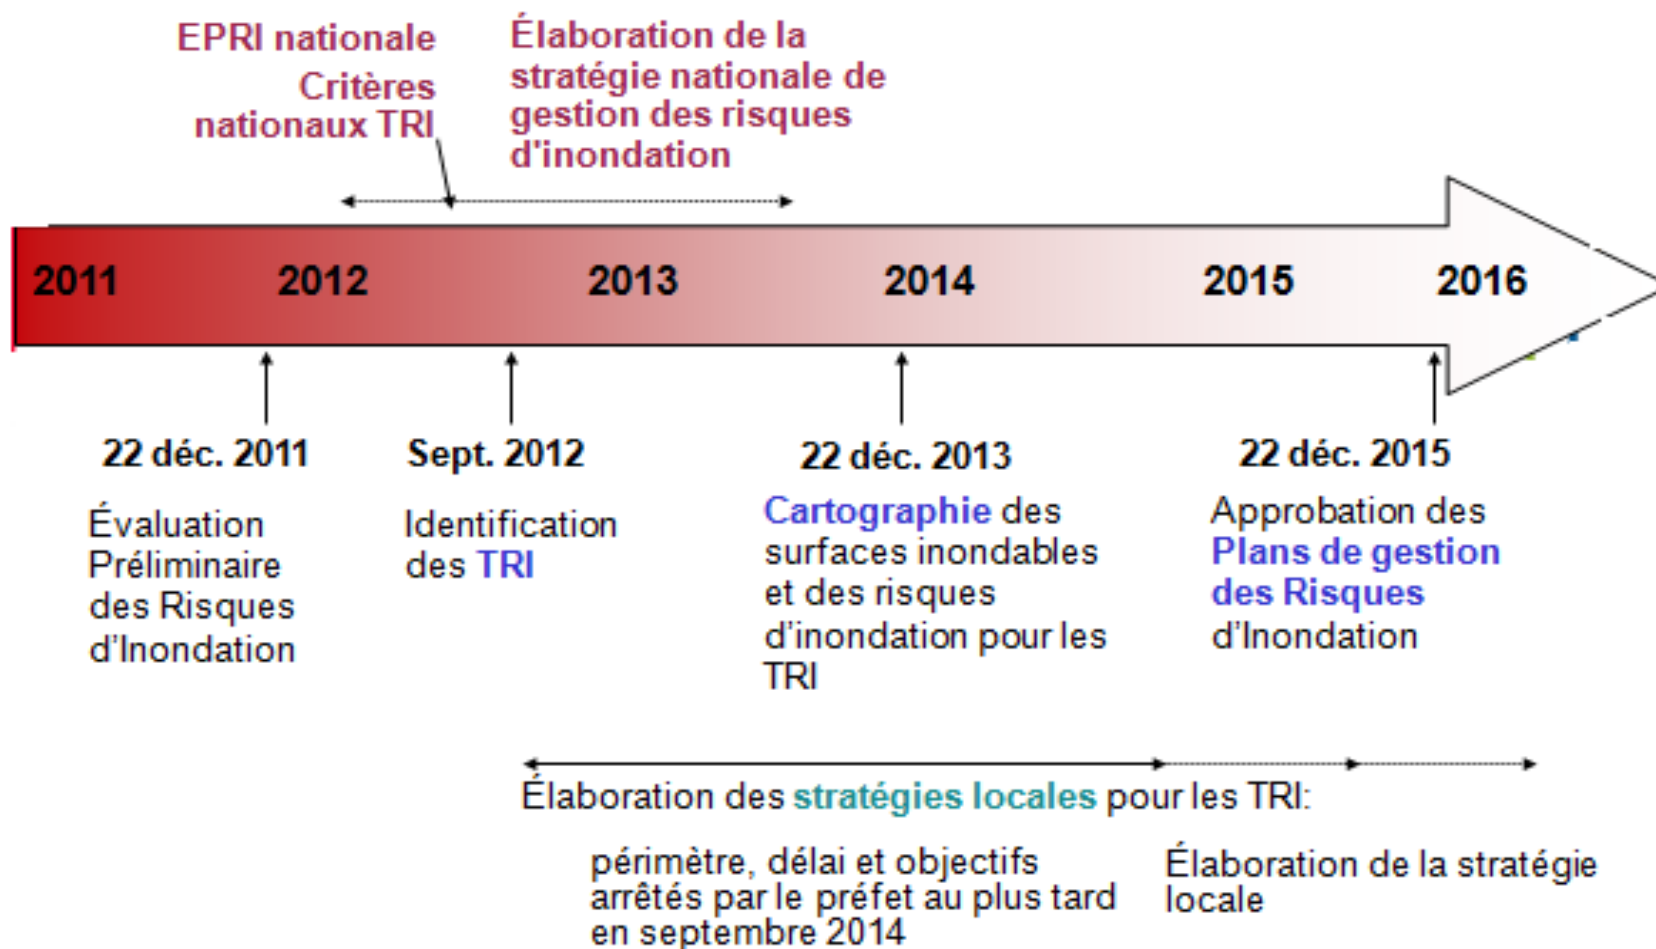 EPRI nationale
Critères
nationaux TRI
Élaboration de la
stratégie nationale de
gestion des risques
d'inondation
2011
2012
2013
2014
2015
2016
22 déc. 2011
Évaluation
Préliminaire
des Risques
d’Inondation
Sept. 2012
Identification
des TRI
22 déc. 2013
Cartographie des
surfaces inondables
et des risques
d’inondation pour les
TRI
22 déc. 2015
Approbation des
Plans de gestion
des Risques
d’Inondation
Élaboration des stratégies locales pour les TRI:
périmètre, délai et objectifs
arrêtés par le préfet au plus tard
en septembre 2014
Élaboration de la stratégie
locale